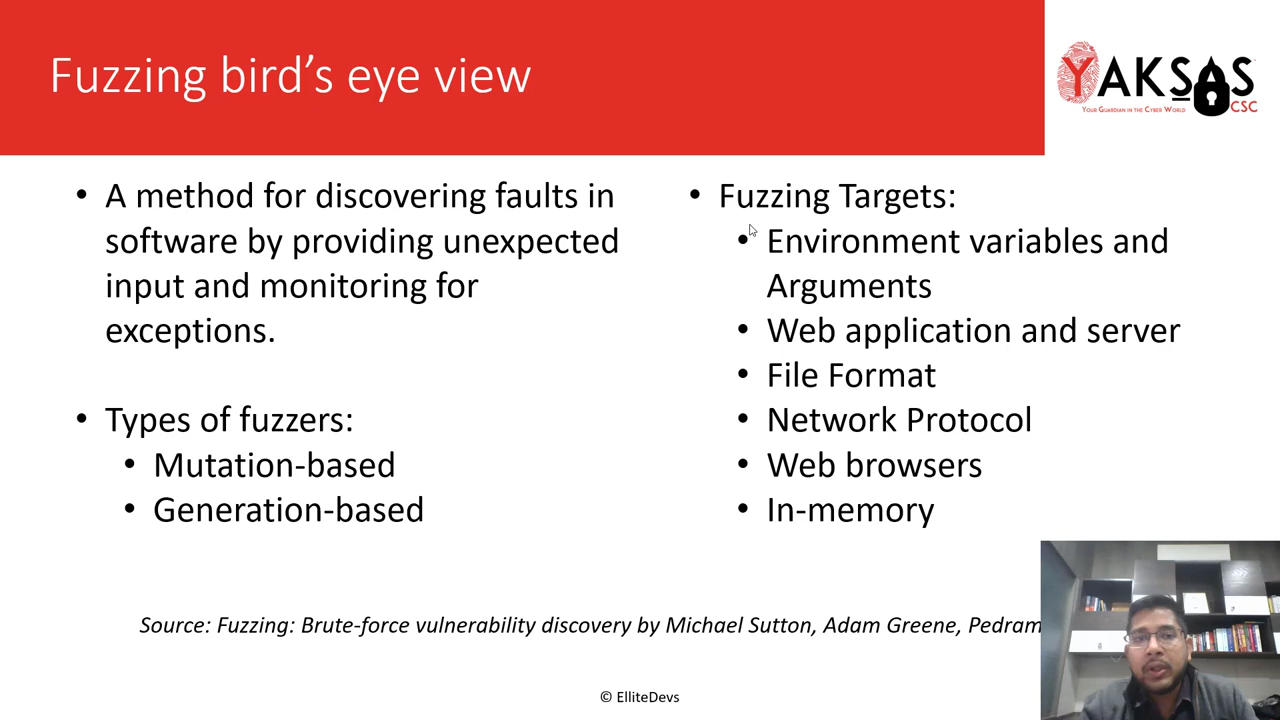 Fuzzing bird's eye view
YAKSAS
CSC
YOUR GUARDIAN IN THE CYBER WORLD
• A method for discovering faults in
software by providing unexpected
input and monitoring for
exceptions.
• Types of fuzzers:
• Mutation-based
• Generation-based
• Fuzzing Targets:
• Environment variables and
Arguments
• Web application and server
• File Format
• Network Protocol
• Web browsers
• In-memory
Source: Fuzzing: Brute-force vulnerability discovery by Michael Sutton, Adam Greene, Pedram
© ElliteDevs